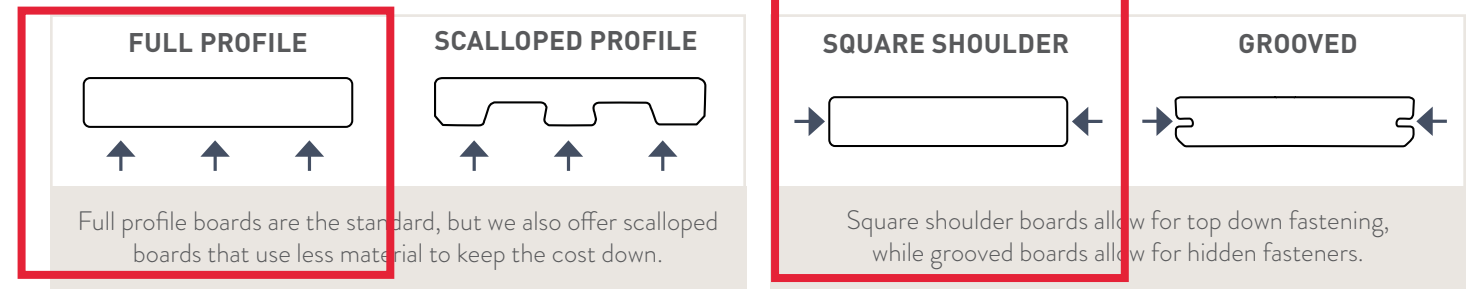 FULL PROFILE
SCALLOPED PROFILE
Full profile boards are the standard, but we also offer scalloped
boards that use less material to keep the cost down.
SQUARE SHOULDER
GROOVED
Square shoulder boards allow for top down fastening,
while grooved boards allow for hidden fasteners.